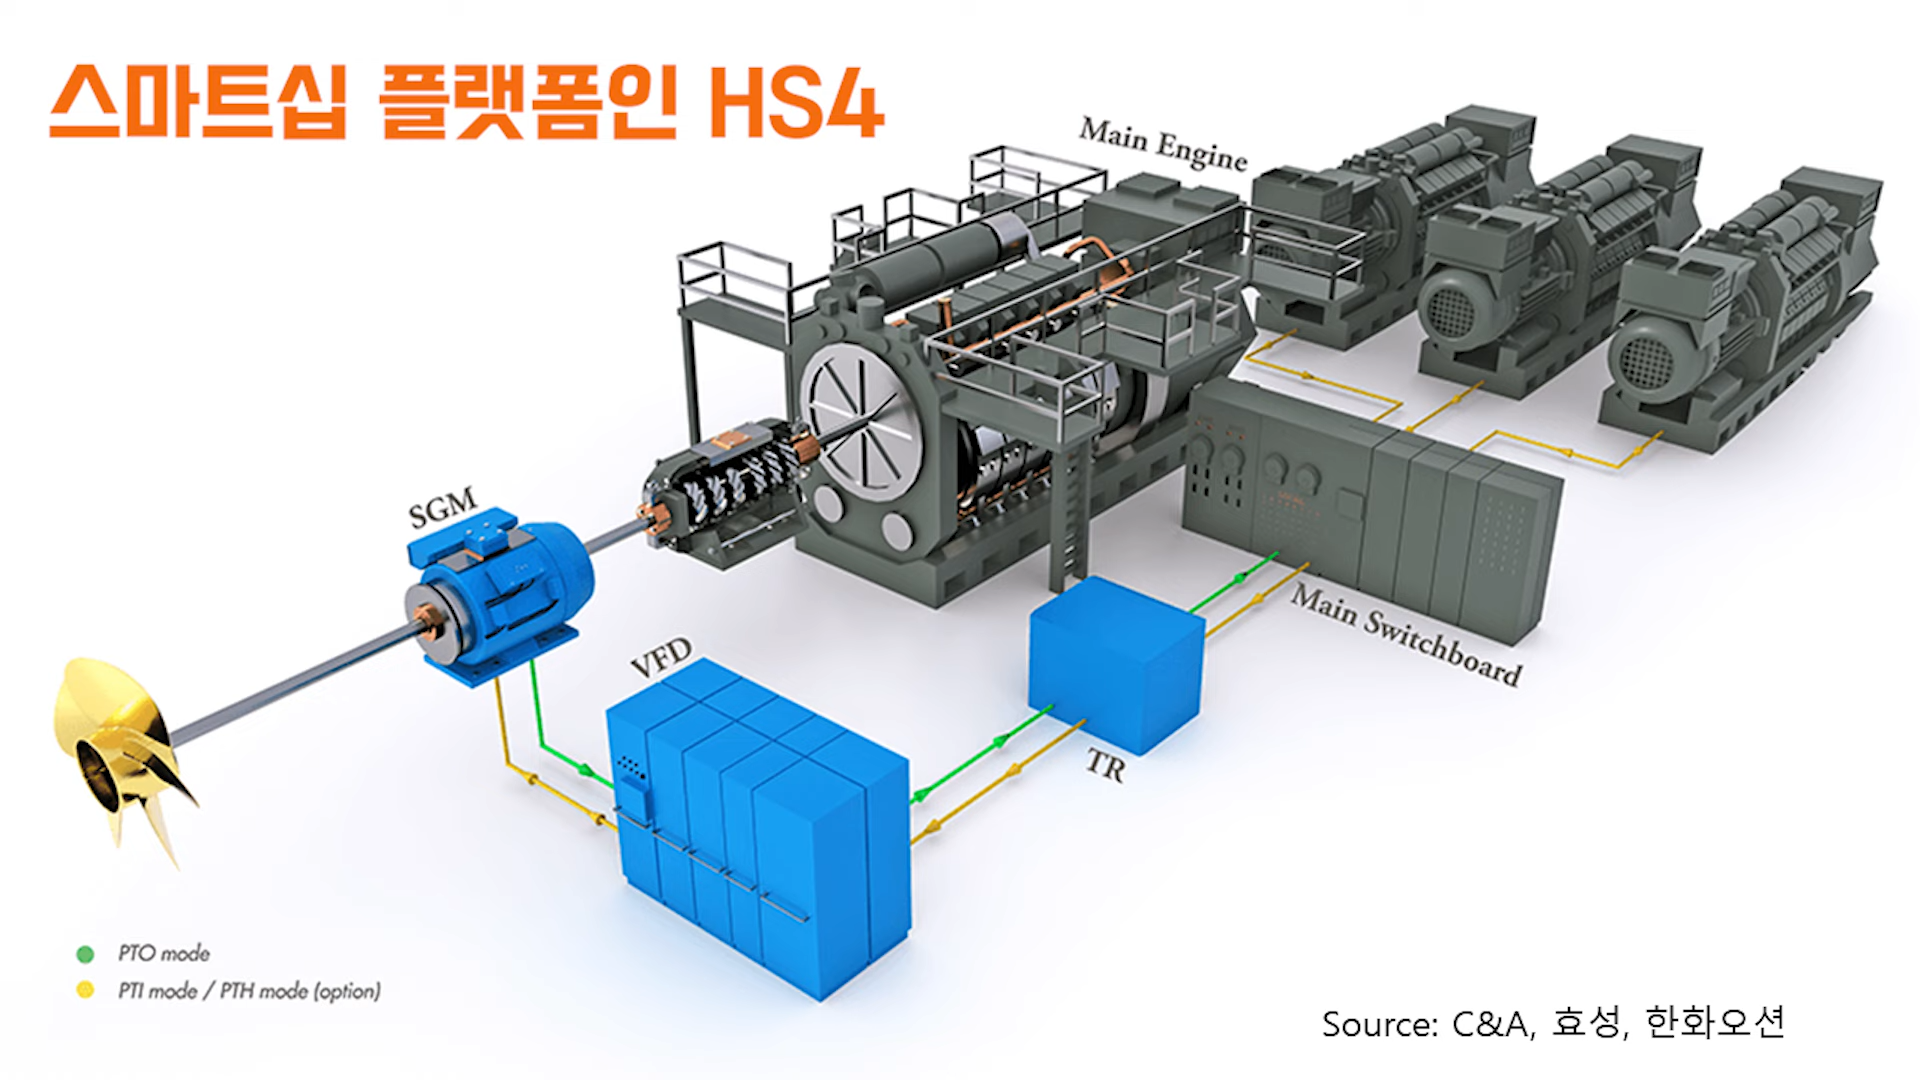 스마트십 플랫폼인 HS4
Main Engine
SGM
VFD
Main Switchboard
TR
PTO mode
PTI mode / PTH mode (option)
Source: C&A, 효성, 한화오션